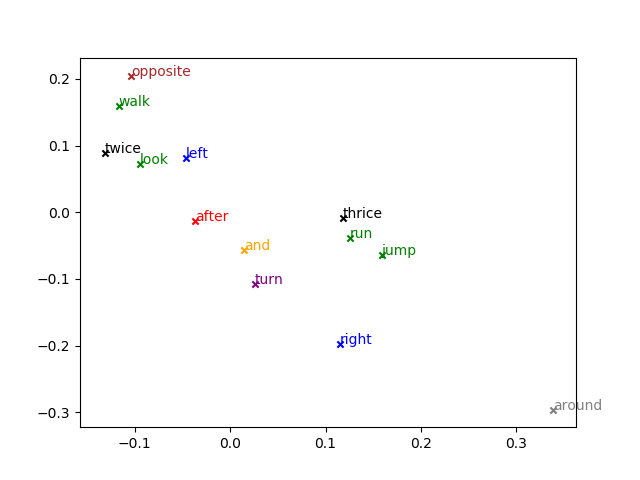 0.2
opposite
walk
0.1
twice
look
left
0.0
after
thrice
and
run
jump
−0.1
turn
−0.2
right
−0.3
around
−0.1 0.0 0.1 0.2 0.3